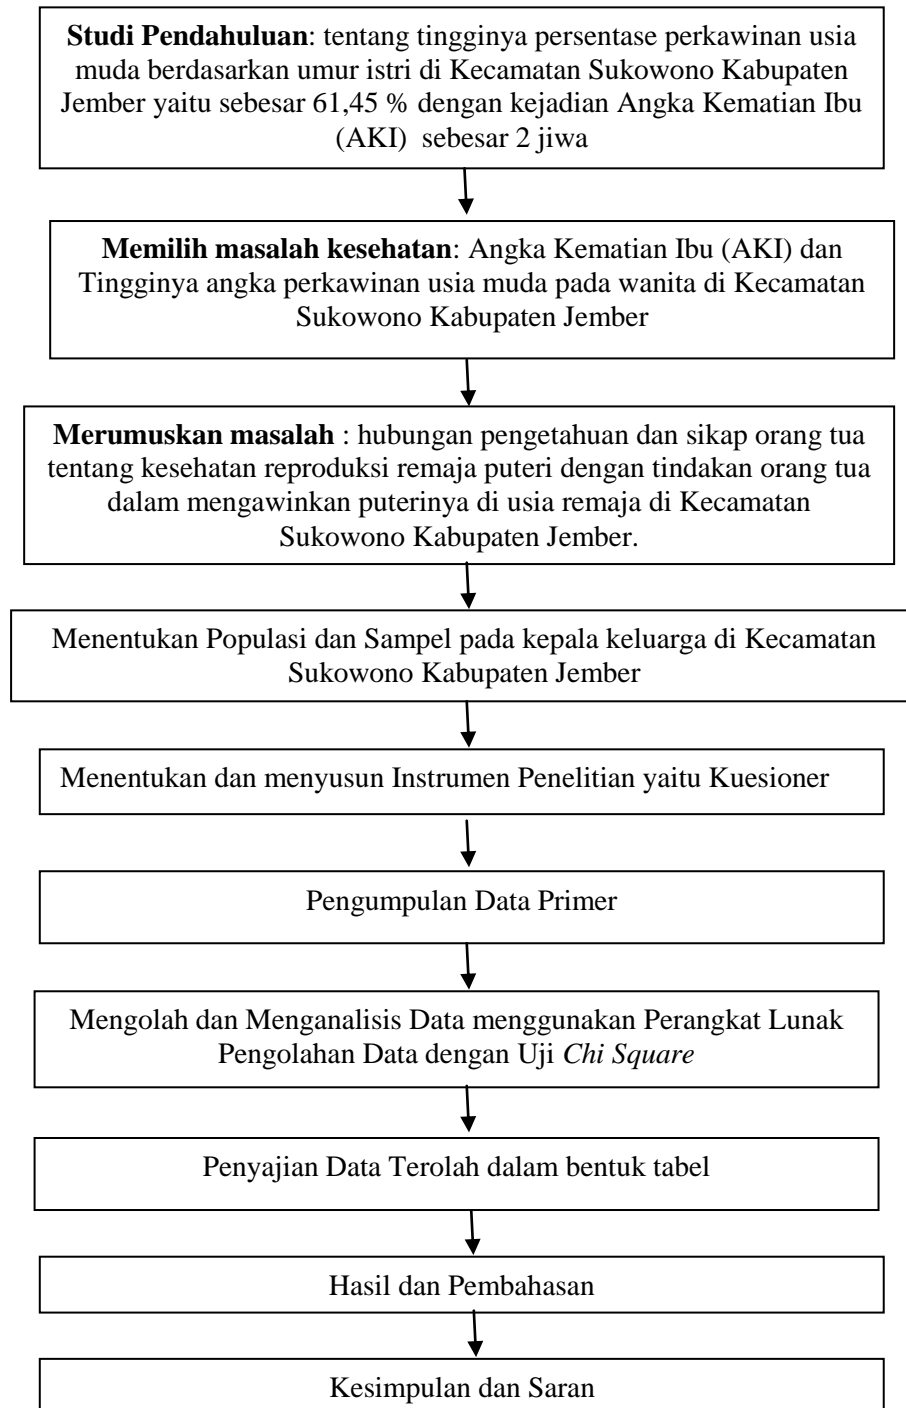 Studi Pendahuluan: tentang tingginya persentase perkawinan usia
muda berdasarkan umur istri di Kecamatan Sukowono Kabupaten
Jember yaitu sebesar 61,45 % dengan kejadian Angka Kematian Ibu
(AKI) sebesar 2 jiwa
Memilih masalah kesehatan: Angka Kematian Ibu (AKI) dan
Tingginya angka perkawinan usia muda pada wanita di Kecamatan
Sukowono Kabupaten Jember
Merumuskan masalah : hubungan pengetahuan dan sikap orang tua
tentang kesehatan reproduksi remaja puteri dengan tindakan orang tua
dalam mengawinkan puterinya di usia remaja di Kecamatan
Sukowono Kabupaten Jember.
Menentukan Populasi dan Sampel pada kepala keluarga di Kecamatan
Sukowono Kabupaten Jember
Menentukan dan menyusun Instrumen Penelitian yaitu Kuesioner
Pengumpulan Data Primer
Mengolah dan Menganalisis Data menggunakan Perangkat Lunak
Pengolahan Data dengan Uji Chi Square
Penyajian Data Terolah dalam bentuk tabel
Hasil dan Pembahasan
Kesimpulan dan Saran